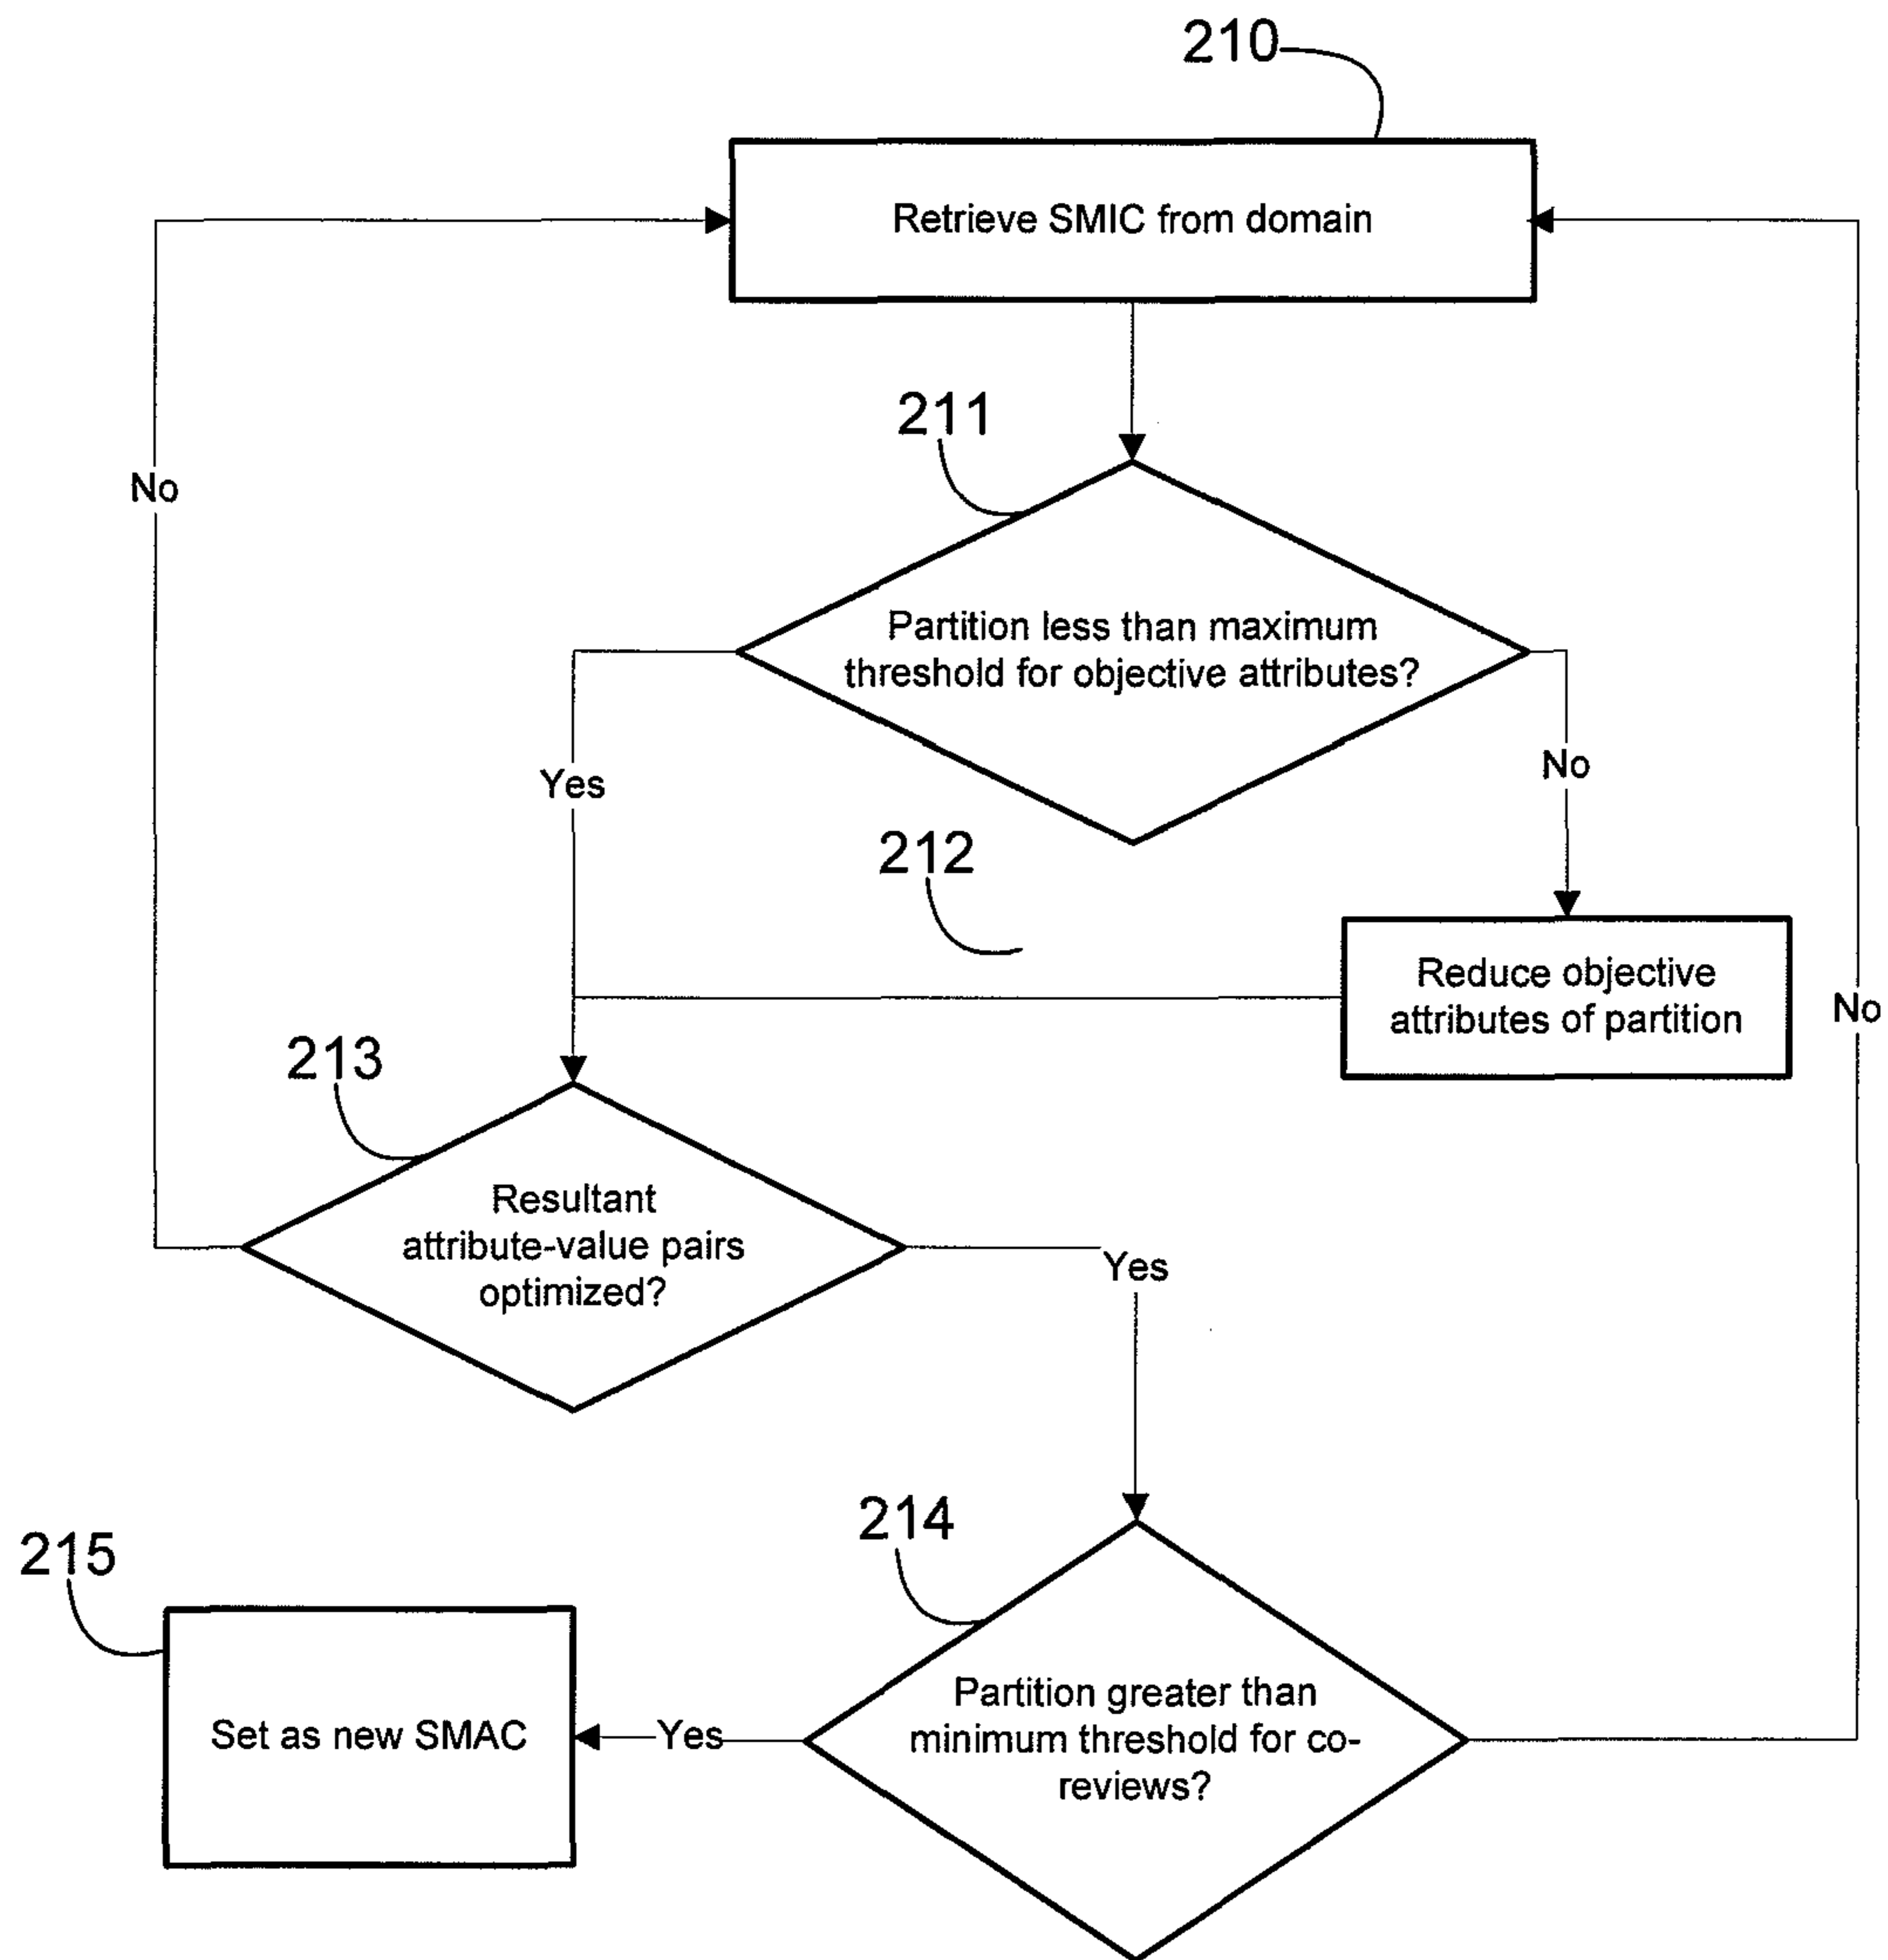 210
Retrieve SMIC from domain
211
No
Partition less than maximum
threshold for objective attributes?
Yes
No
212
Reduce objective
attributes of partition
No
213
Resultant
attribute-value pairs
optimized?
Yes
214
215
Partition greater than
minimum threshold for co-
reviews?
Yes
Set as new SMAC